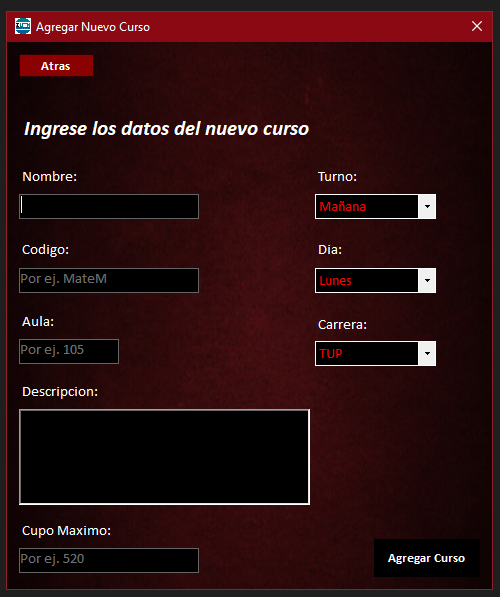 Agregar Nuevo Curso
Atras
Ingrese los datos del nuevo curso
Nombre:
Turno:
Mañana
Codigo:
Dia:
Por ej. MateM
Lunes
Aula:
Carrera:
Por ej. 105
TUP
Descripcion:
Cupo Maximo:
Por ej. 520
Agregar Curso